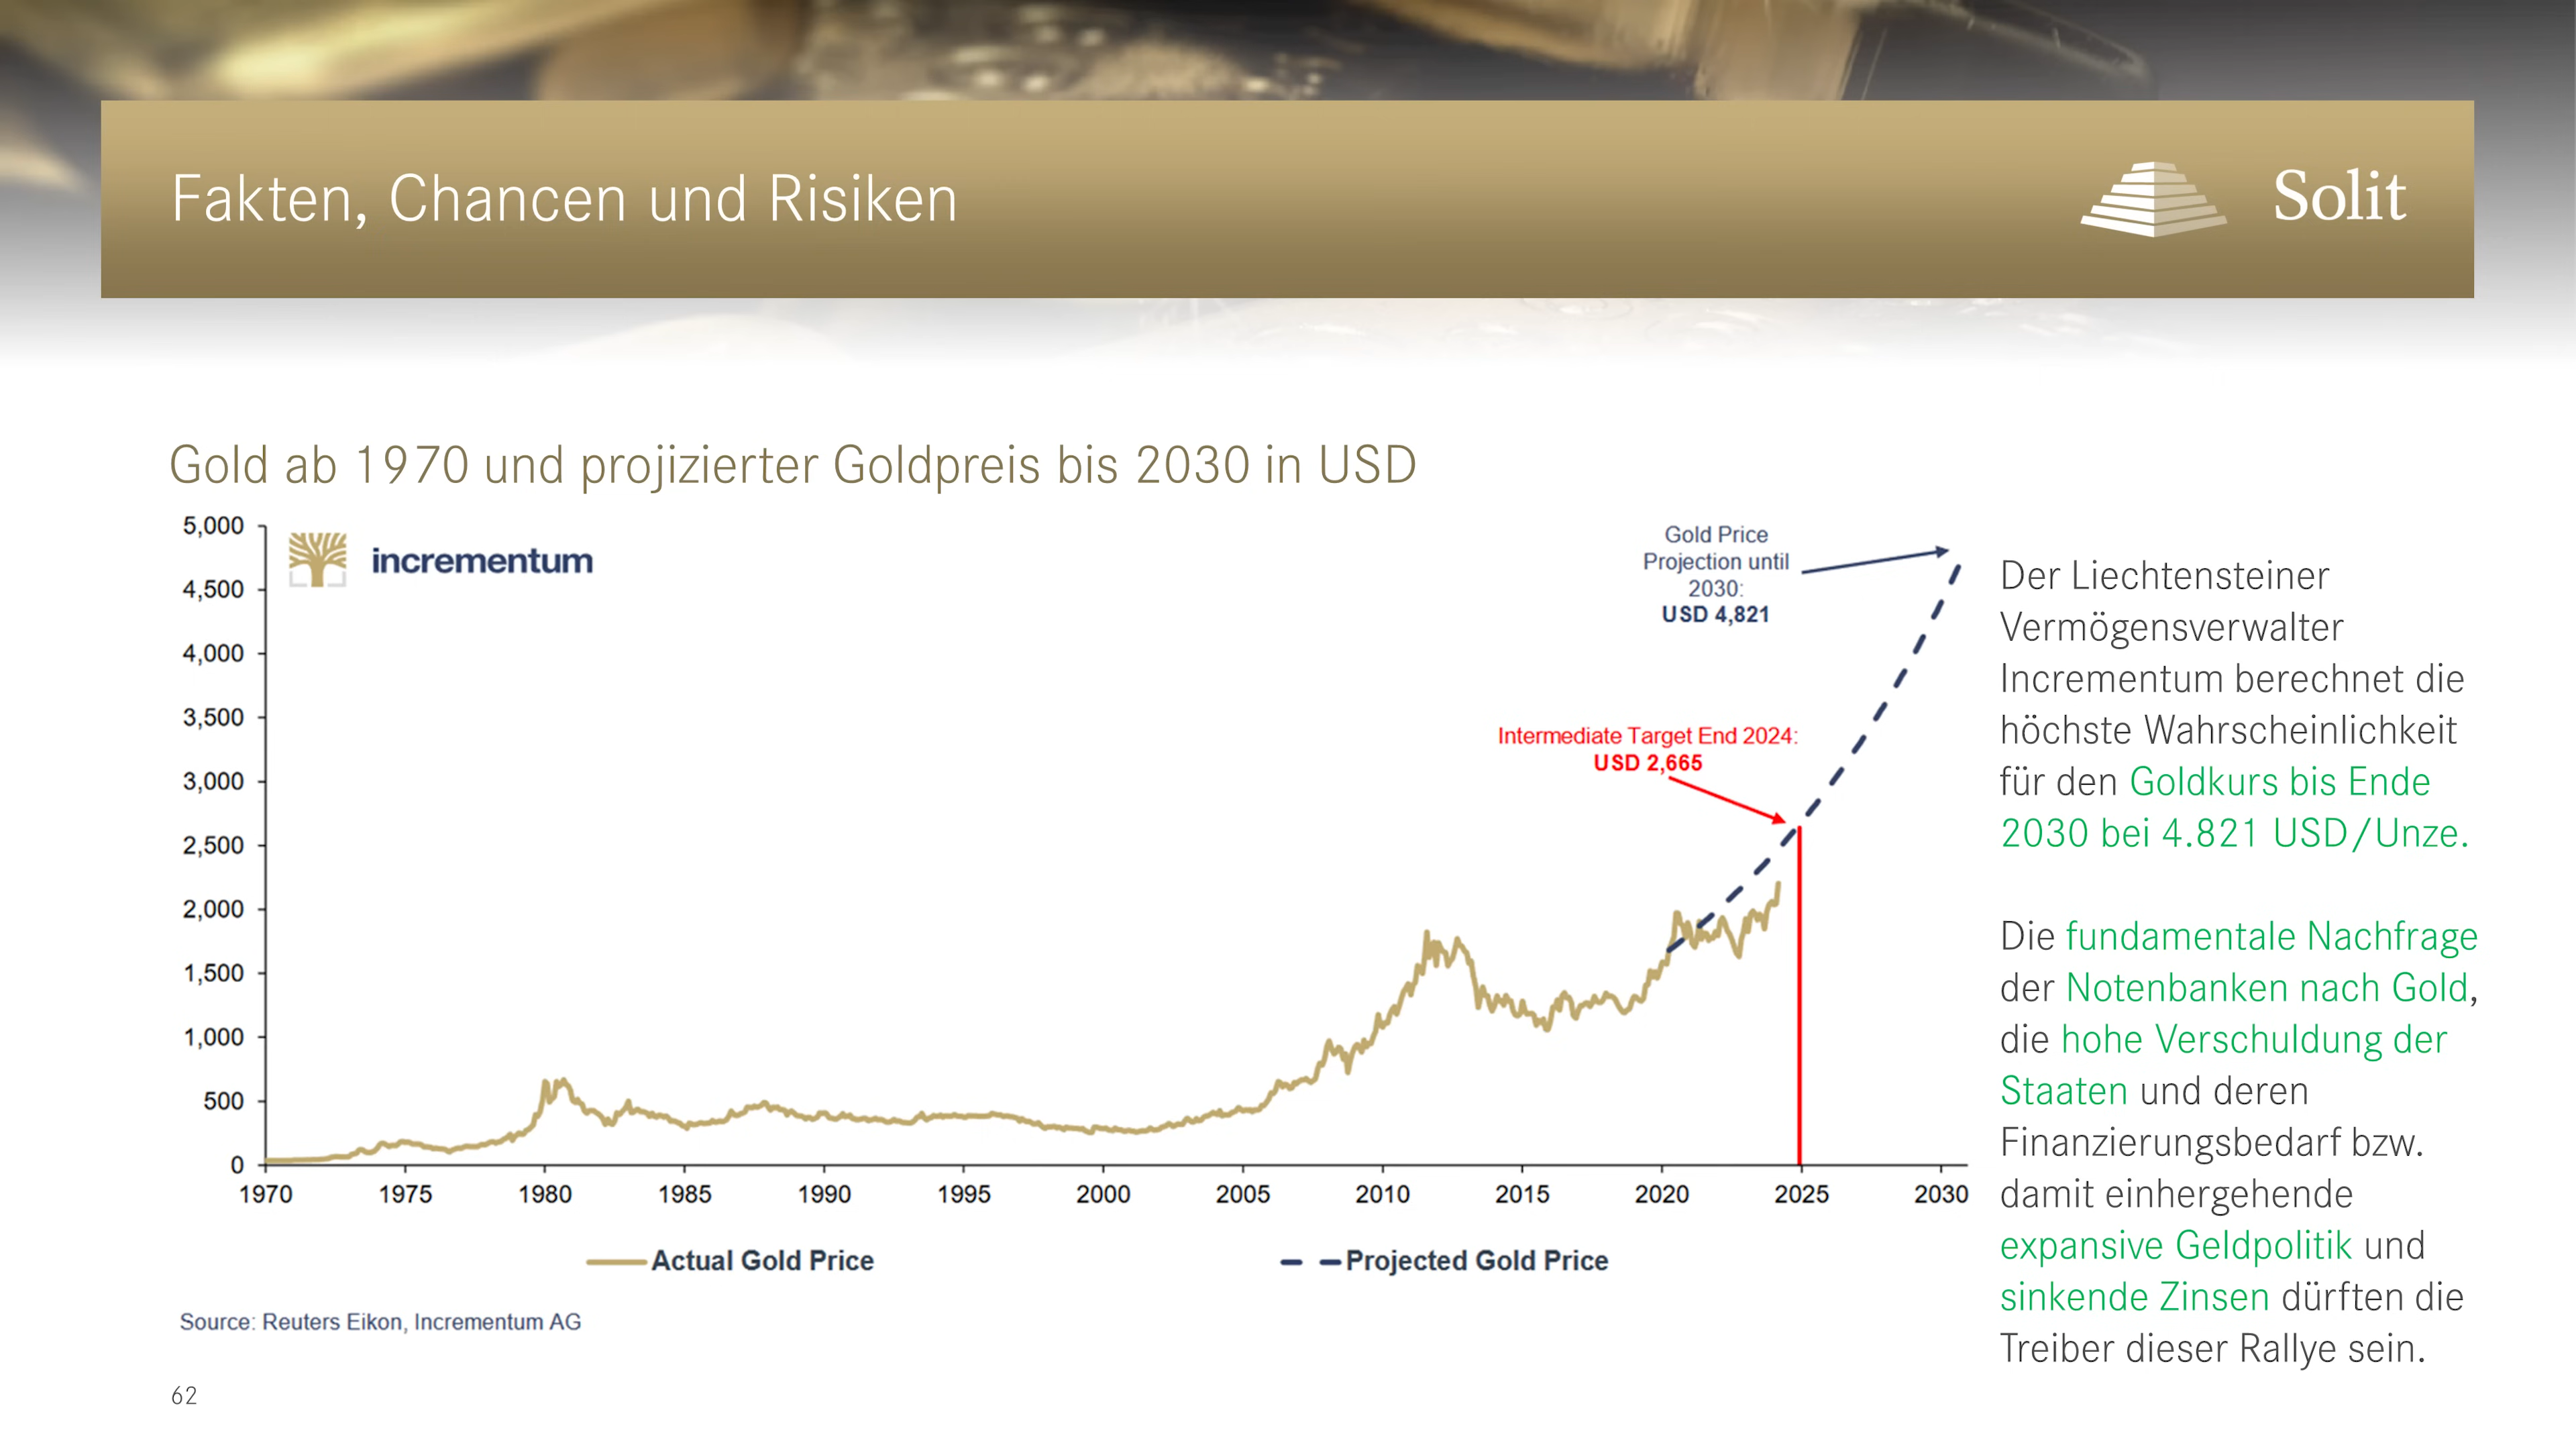 Fakten, Chancen und Risiken
Solit
Gold ab 1970 und projizierter Goldpreis bis 2030 in USD
incrementum
5,000
4,500
4,000
3,500
3,000
2,500
2,000
1,500
1,000
500
0
Gold Price
Projection until
2030:
USD 4,821
Intermediate Target End 2024:
USD 2,665
1970
1975
1980
1985
1990
1995
2000
2005
2010
2015
2020
2025
2030
Actual Gold Price
Projected Gold Price
Source: Reuters Eikon, Incrementum AG
Der Liechtensteiner
Vermögensverwalter
Incrementum berechnet die
höchste Wahrscheinlichkeit
für den Goldkurs bis Ende
2030 bei 4.821 USD/Unze.
Die fundamentale Nachfrage
der Notenbanken nach Gold,
die hohe Verschuldung der
Staaten und deren
Finanzierungsbedarf bzw.
damit einhergehende
expansive Geldpolitik und
sinkende Zinsen dürften die
Treiber dieser Rallye sein.
62